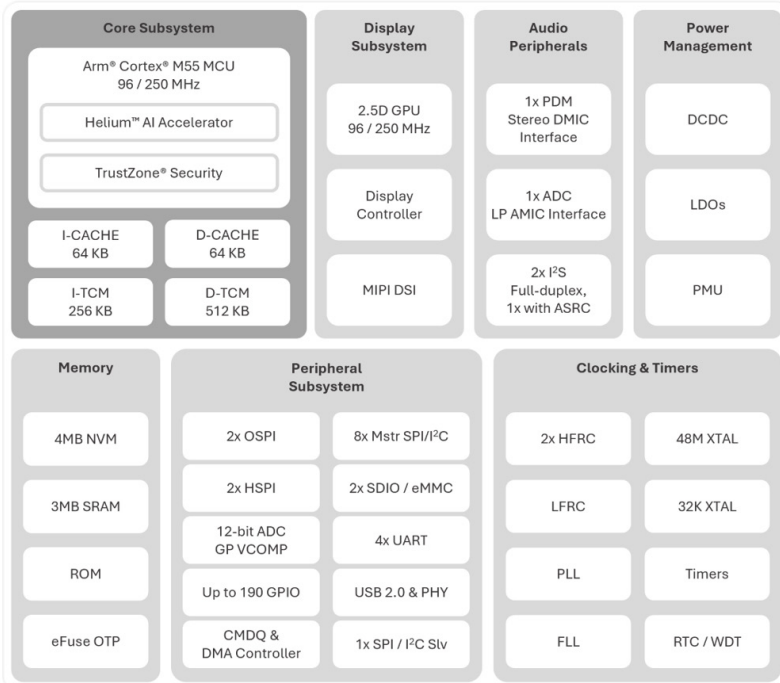 Core Subsystem
Arm® Cortex® M55 MCU
96 / 250 MHz
Helium™ AI Accelerator
TrustZone® Security
I-CACHE
64 KB
D-CACHE
64 KB
I-TCM
256 KB
D-TCM
512 KB
Display
Subsystem
2.5D GPU
96 / 250 MHz
Display
Controller
MIPI DSI
Audio
Peripherals
1x PDM
Stereo DMIC
Interface
1x ADC
LP AMIC Interface
2x I²S
Full-duplex,
1x with ASRC
Power
Management
DCDC
LDOs
PMU
Memory
4MB NVM
3MB SRAM
ROM
eFuse OTP
Peripheral
Subsystem
2x OSPI
8x Mstr SPI/I²C
2x HSPI
2x SDIO / eMMC
12-bit ADC
GP VCOMP
4x UART
Up to 190 GPIO
USB 2.0 & PHY
CMDQ &
DMA Controller
1x SPI / I²C Slv
Clocking & Timers
2x HFRC
48M XTAL
LFRC
32K XTAL
PLL
Timers
FLL
RTC / WDT